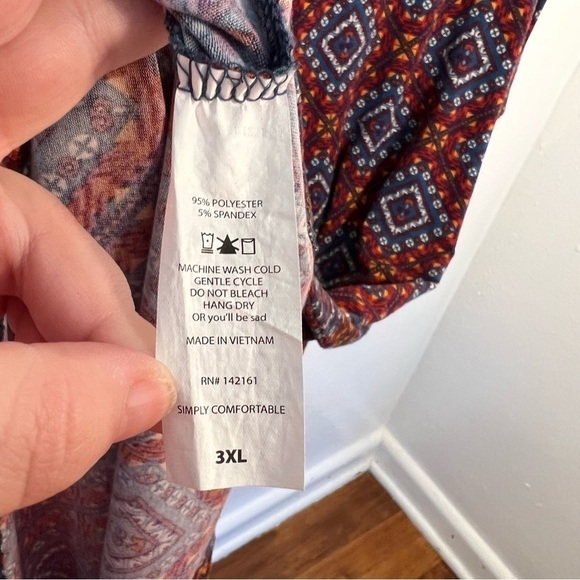 95% POLYESTER
5% SPANDEX
MACHINE WASH COLD
GENTLE CYCLE
DO NOT BLEACH
HANG DRY
OR you'll be sad
MADE IN VIETNAM
RN# 142161
SIMPLY COMFORTABLE
3XL